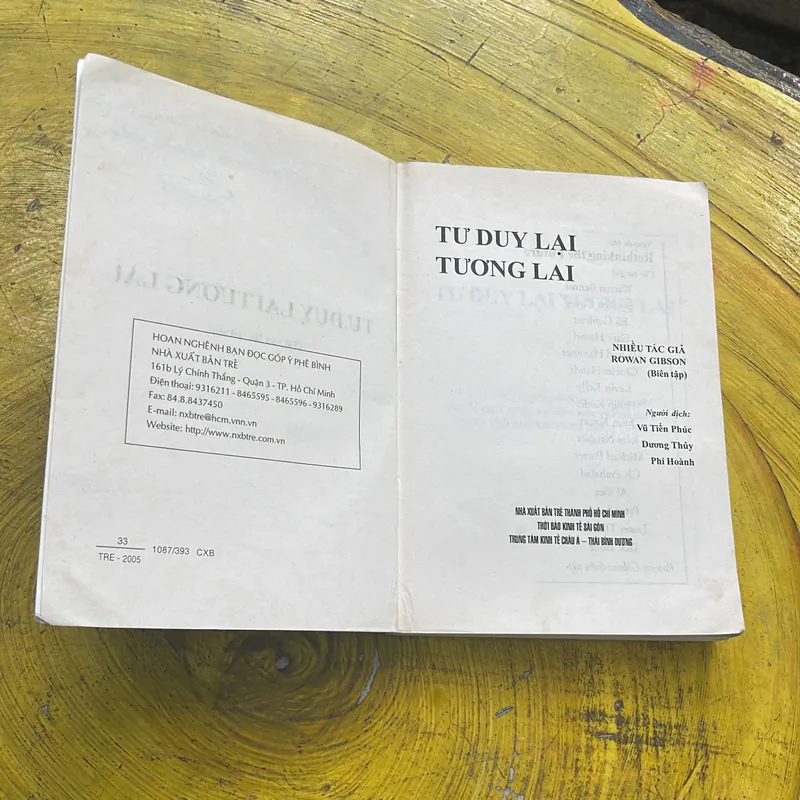 HOAN NGHÊNH BẠN ĐỌC GÓP Ý PHÊ BÌNH
NHÀ XUẤT BẢN TRẺ
161b Lý Chính Thắng - Quận 3 - TP. Hồ Chí Minh
Điện thoại: 9316211 - 8465595 - 8465596 - 9316289
Fax: 84.8.8437450
E-mail: nxbtre@hcm.vnn.vn
Website: http://www.nxbtre.com.vn
33
TRE - 2005
1087/393 CXB
TƯ DUY LẠI
TƯƠNG LAI
NHIỀU TÁC GIẢ
ROWAN GIBSON
(Biên tập)
Người dịch:
Vũ Tiến Phúc
Dương Thủy
Phi Hoành
NHÀ XUẤT BẢN TRẺ THÀNH PHỐ HỒ CHÍ MINH
THỜI BÁO KINH TẾ SÀI GÒN
TRUNG TÂM KINH TẾ CHÂU Á – THÁI BÌNH DƯƠNG